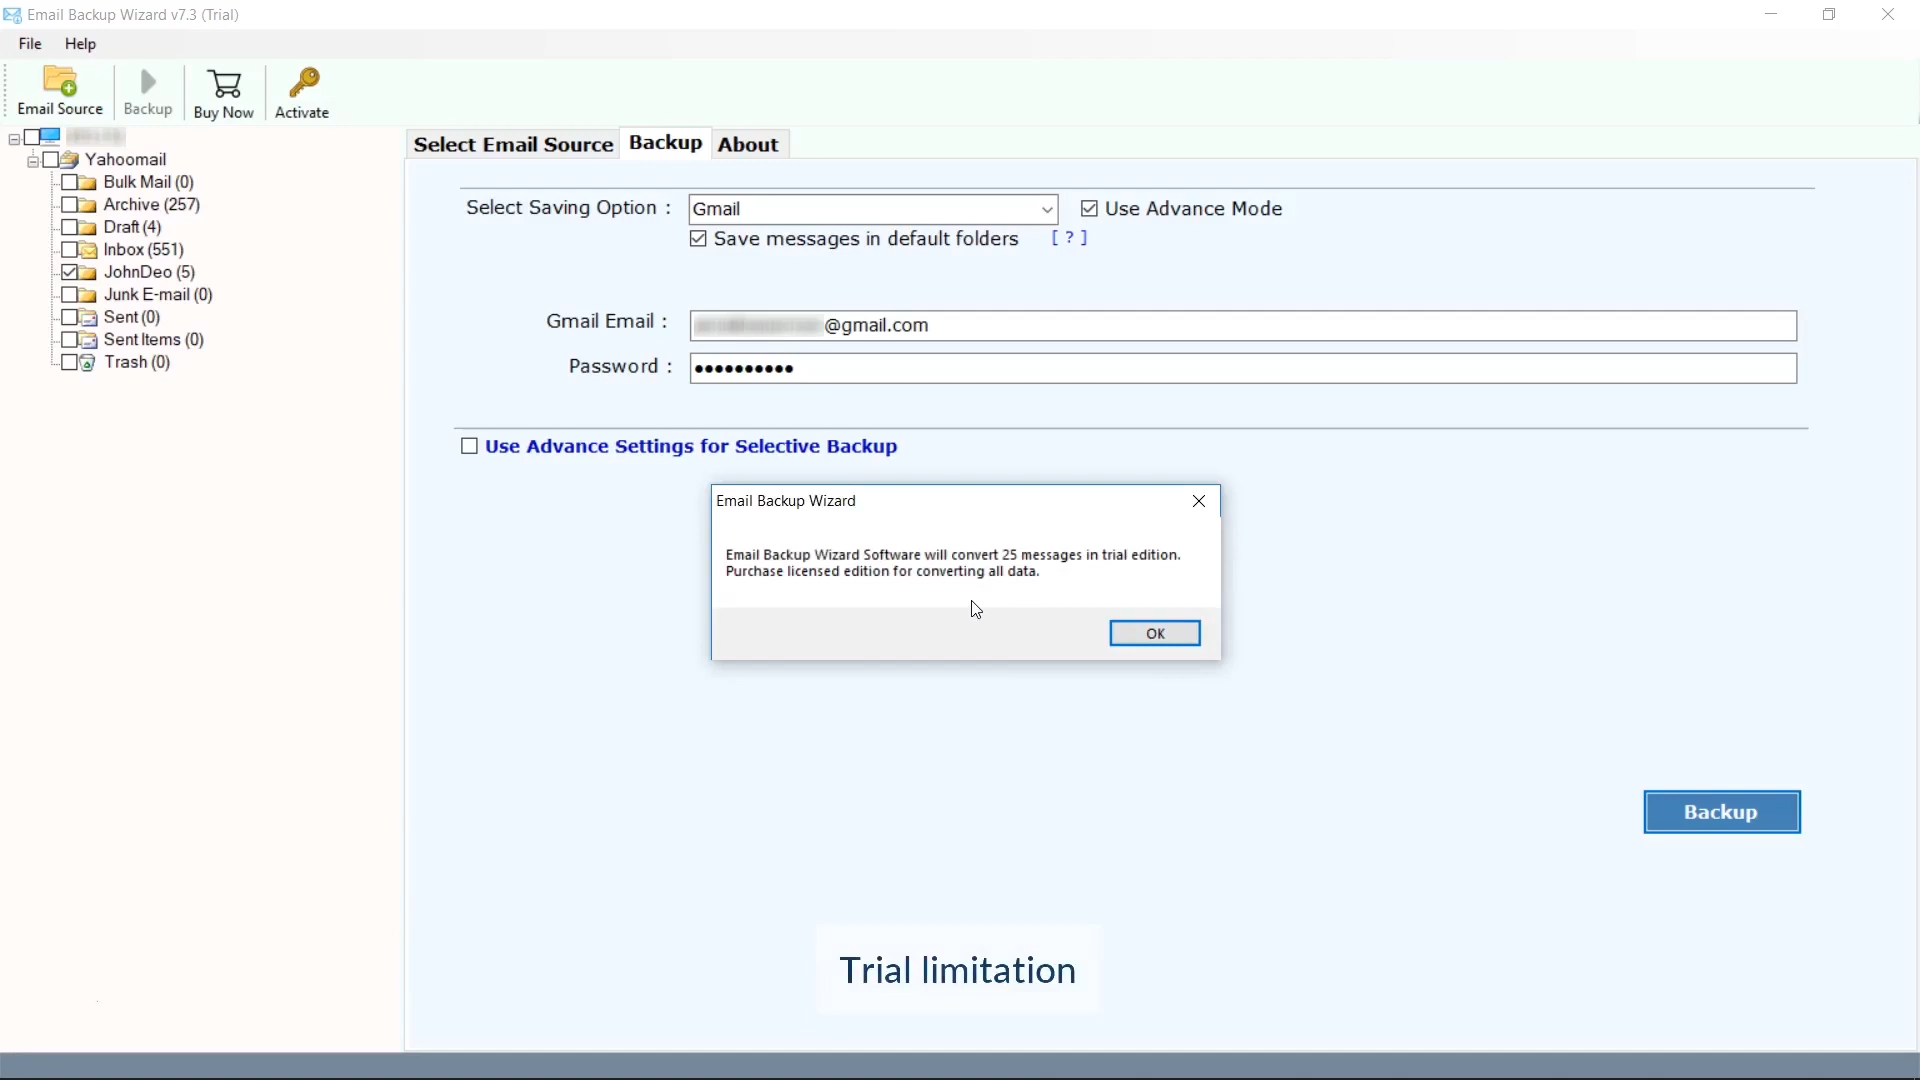 Email Backup Wizard v7.3 (Trial)
File Help
Email Source Backup Buy Now Activate
Yahoomail
Bulk Mail (0)
Archive (257)
Draft (4)
Inbox (551)
JohnDeo (5)
Junk E-mail (0)
Sent (0)
Sent Items (0)
Trash (0)
Select Email Source Backup About
Select Saving Option : Gmail Use Advance Mode
Save messages in default folders [ ? ]
Gmail Email : @gmail.com
Password : ●●●●●●●●●●
Use Advance Settings for Selective Backup
Email Backup Wizard
Email Backup Wizard Software will convert 25 messages in trial edition.
Purchase licensed edition for converting all data.
OK
Backup
Trial limitation